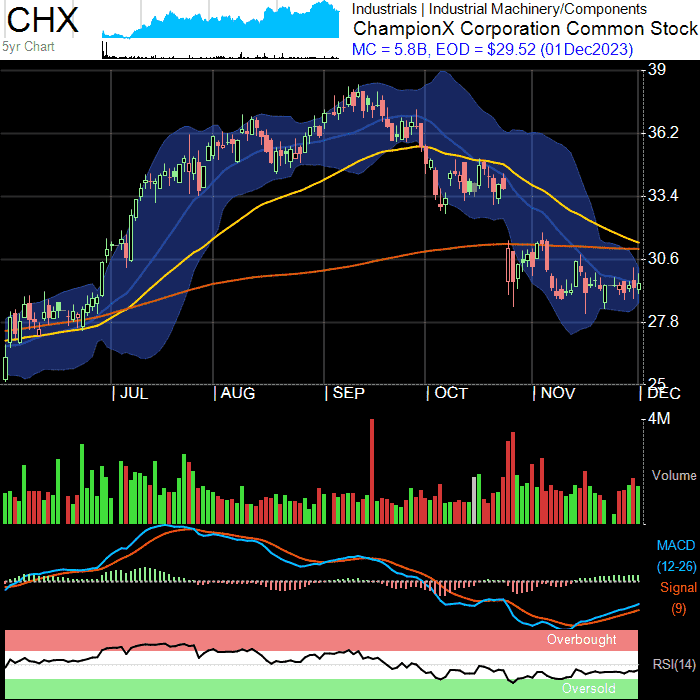 CHX
5yr Chart
Industrials | Industrial Machinery/Components
ChampionX Corporation Common Stock
MC = 5.8B, EOD = $29.52 (01Dec2023)
39
36.2
33.4
30.6
27.8
25
JUL
AUG
SEP
OCT
NOV
DEC
4M
Volume
MACD
(12-26)
Signal
(9)
Overbought
RSI(14)
Oversold